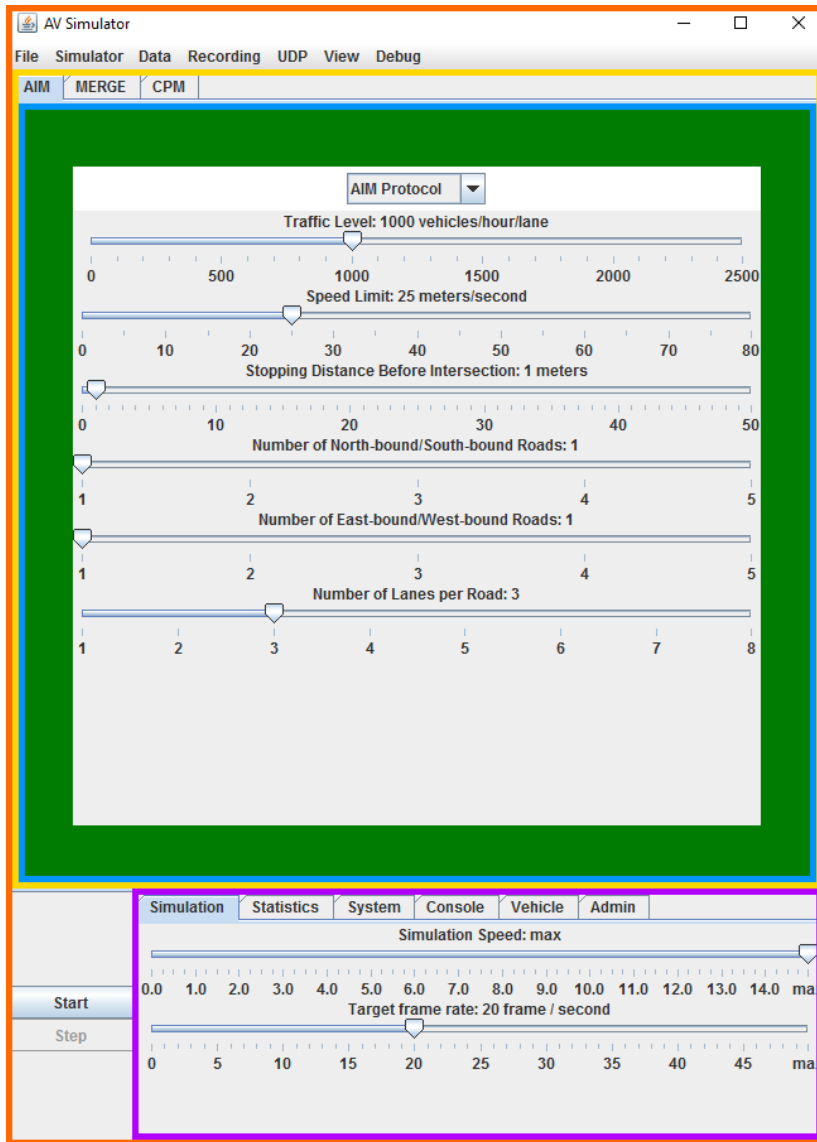 AV Simulator
File Simulator Data Recording UDP View Debug
AIM MERGE CPM
AIM Protocol
Traffic Level: 1000 vehicles/hour/lane
0 500 1000 1500 2000 2500
Speed Limit: 25 meters/second
0 10 20 30 40 50 60 70 80
Stopping Distance Before Intersection: 1 meters
0 10 20 30 40 50
Number of North-bound/South-bound Roads: 1
1 2 3 4 5
Number of East-bound/West-bound Roads: 1
1 2 3 4 5
Number of Lanes per Road: 3
1 2 3 4 5 6 7 8
Simulation Statistics System Console Vehicle Admin
Simulation Speed: max
0.0 1.0 2.0 3.0 4.0 5.0 6.0 7.0 8.0 9.0 10.0 11.0 12.0 13.0 14.0 ma
Start
Target frame rate: 20 frame / second
Step
0 5 10 15 20 25 30 35 40 45 ma